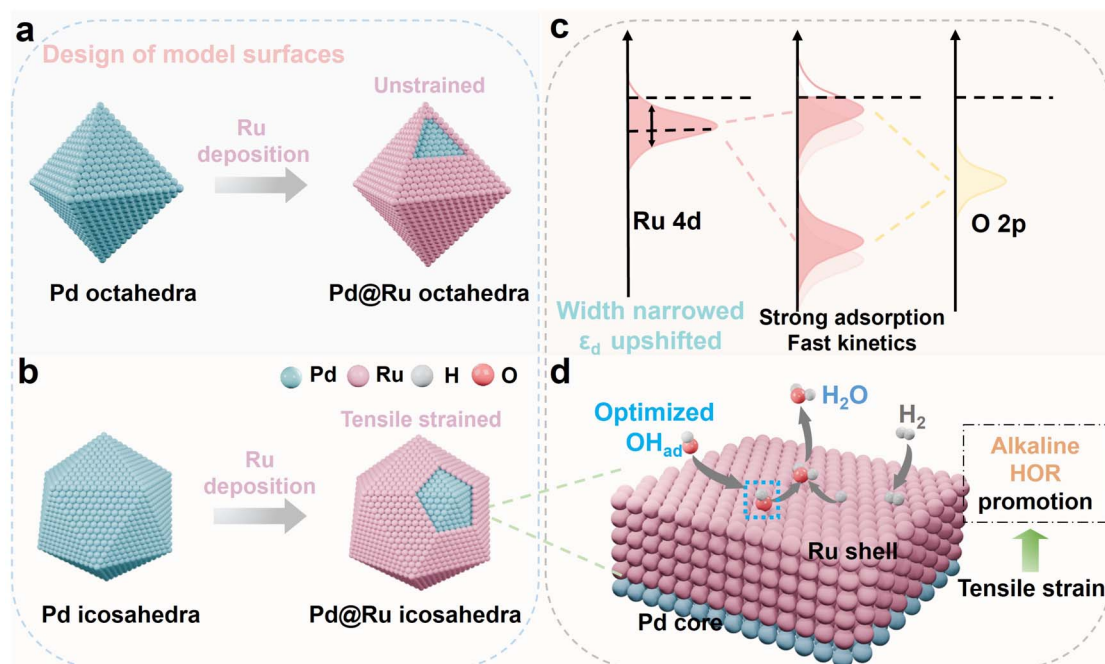 a
Design of model surfaces
Unstrained
Ru
deposition
Pd octahedra
Pd@Ru octahedra
b
Pd
Ru
H
O
Tensile strained
Ru
deposition
Pd icosahedra
Pd@Ru icosahedra
c
Ru 4d
O 2p
Width narrowed
εd upshifted
Strong adsorption
Fast kinetics
d
Optimized
OHad
H2O
H2
Alkaline
HOR
promotion
Ru shell
Tensile strain
Pd core